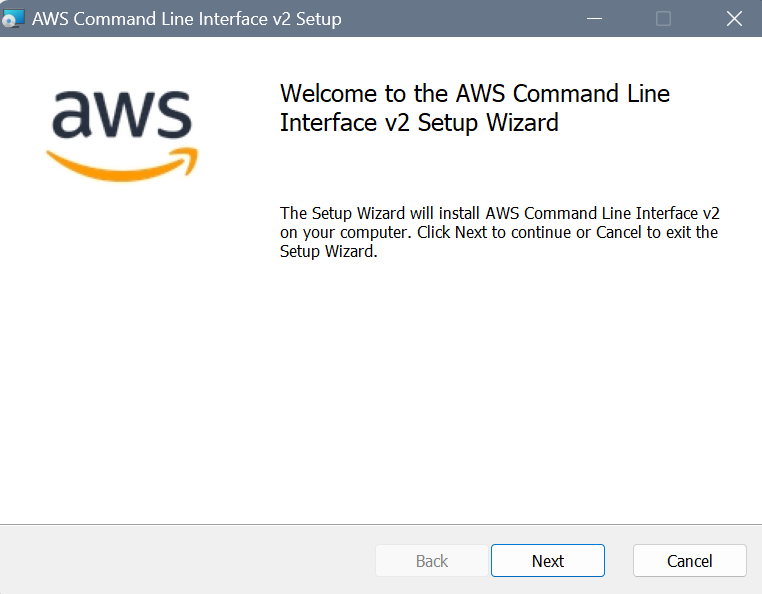 AWS Command Line Interface v2 Setup
aws
Welcome to the AWS Command Line
Interface v2 Setup Wizard
The Setup Wizard will install AWS Command Line Interface v2
on your computer. Click Next to continue or Cancel to exit the
Setup Wizard.
Back
Next
Cancel